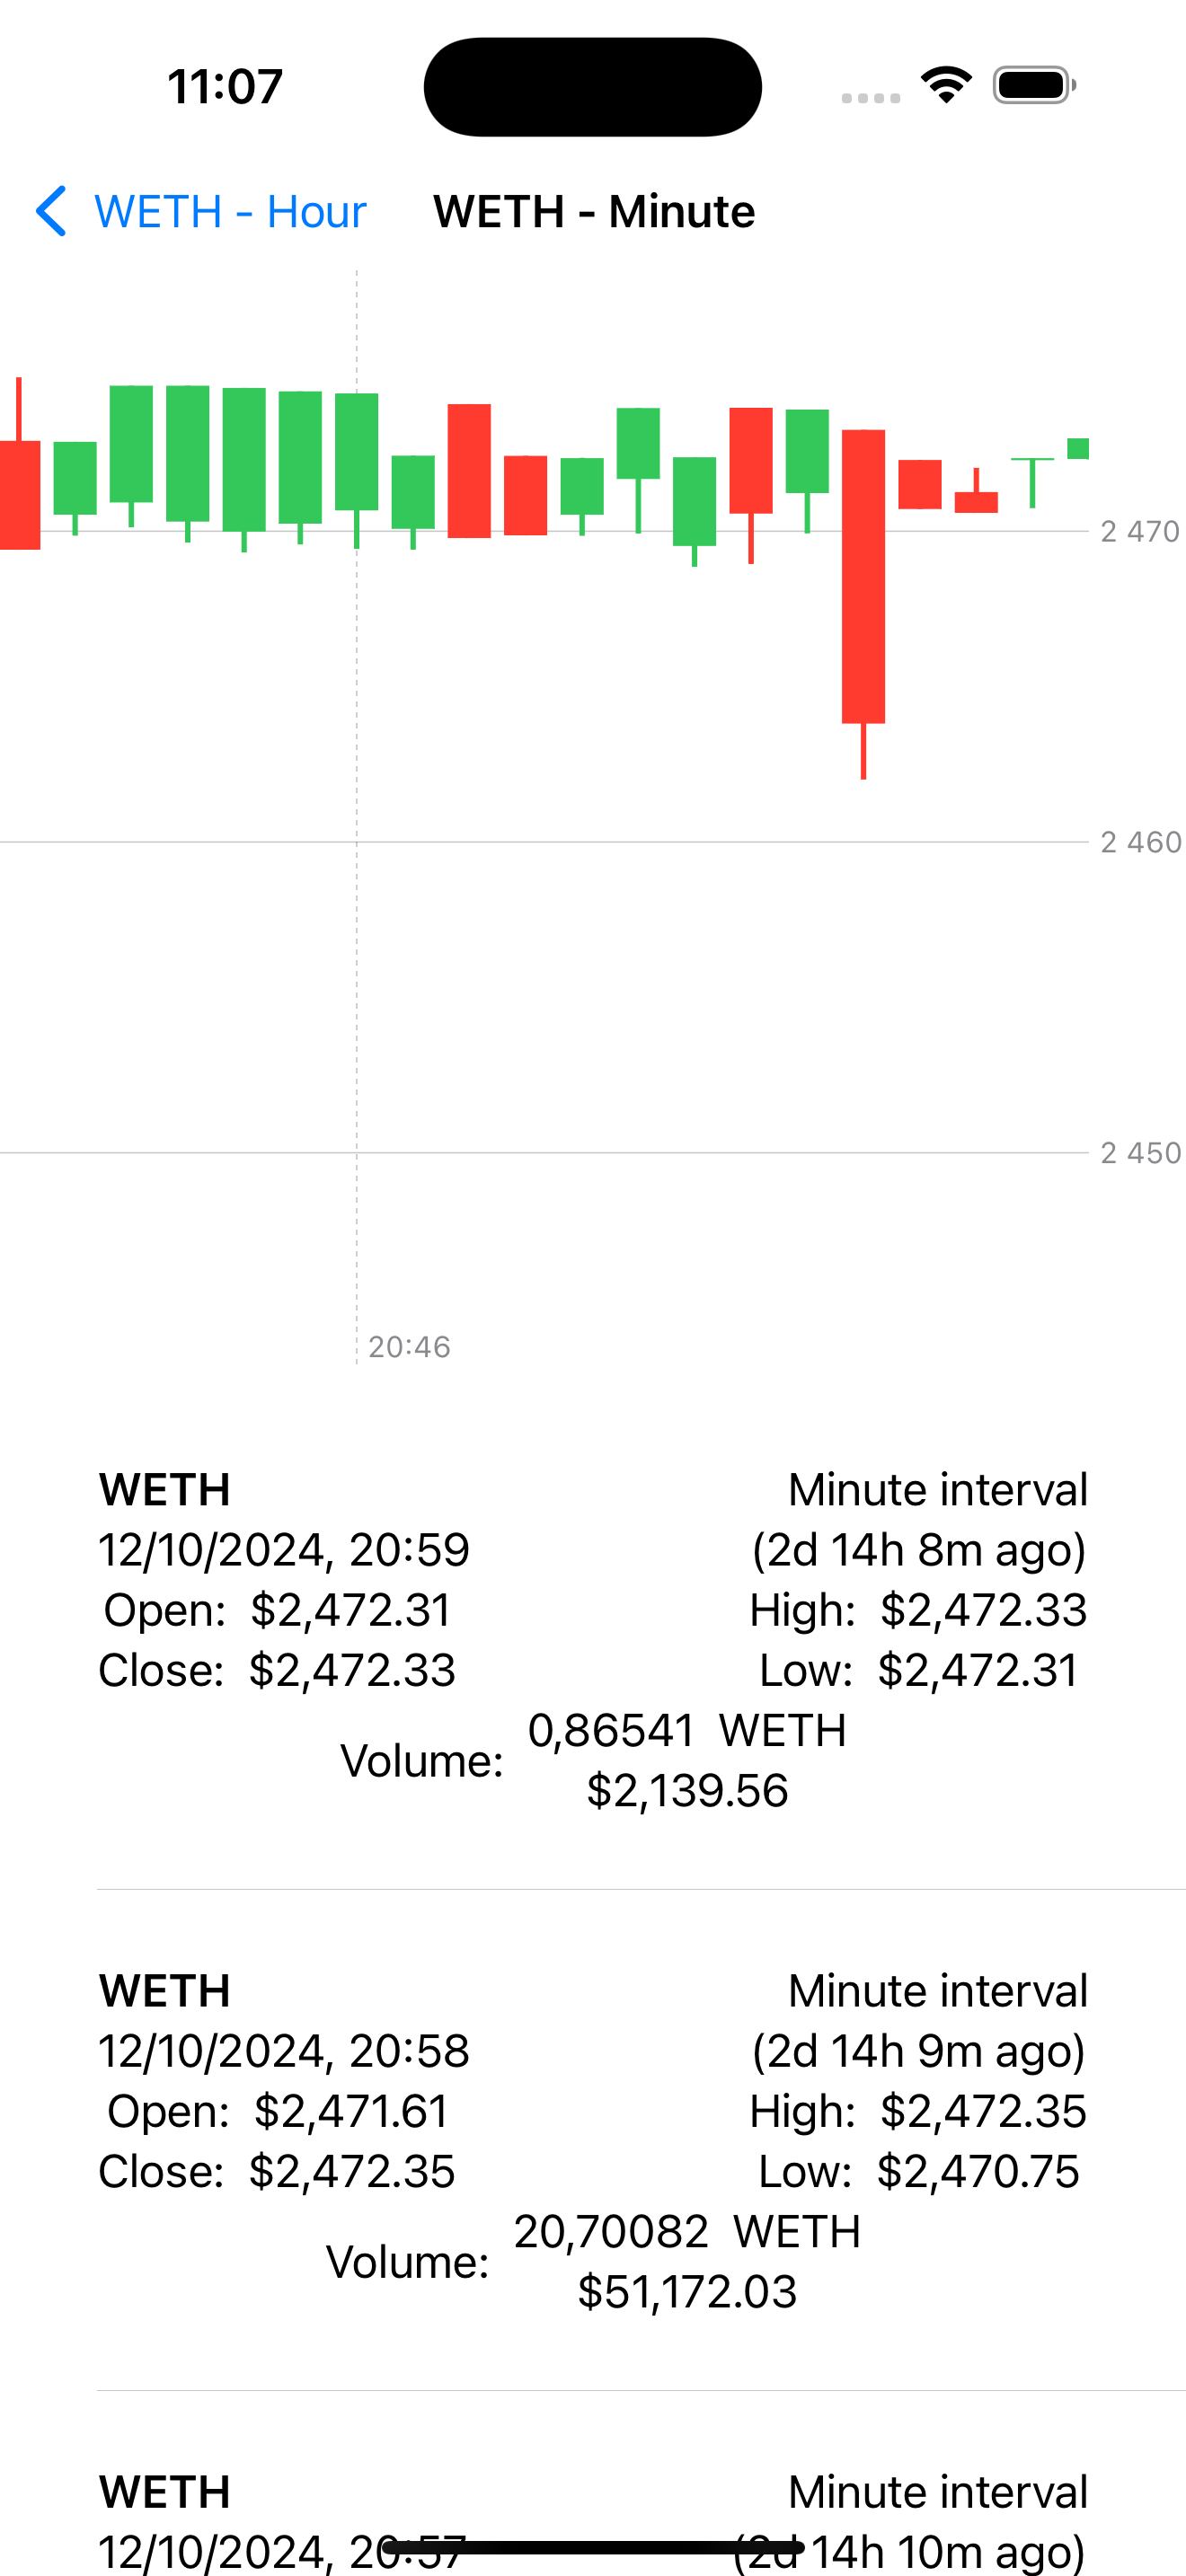 11:07
WETH - Hour WETH - Minute
2 470
2 460
2 450
20:46
WETH Minute interval
12/10/2024, 20:59 (2d 14h 8m ago)
Open: $2,472.31 High: $2,472.33
Close: $2,472.33 Low: $2,472.31
Volume: 0,86541 WETH
$2,139.56
WETH Minute interval
12/10/2024, 20:58 (2d 14h 9m ago)
Open: $2,471.61 High: $2,472.35
Close: $2,472.35 Low: $2,470.75
Volume: 20,70082 WETH
$51,172.03
WETH Minute interval
12/10/2024, 20:57 (2d 14h 10m ago)